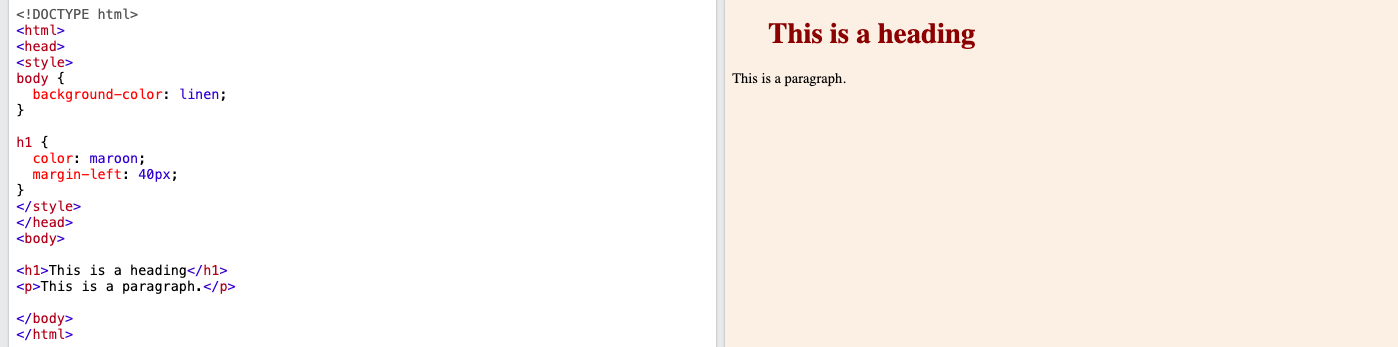 <!DOCTYPE html>
<html>
<head>
<style>
body {
  background-color: linen;
}

h1 {
  color: maroon;
  margin-left: 40px;
}
</style>
</head>
<body>

<h1>This is a heading</h1>
<p>This is a paragraph.</p>

</body>
</html>
This is a heading
This is a paragraph.